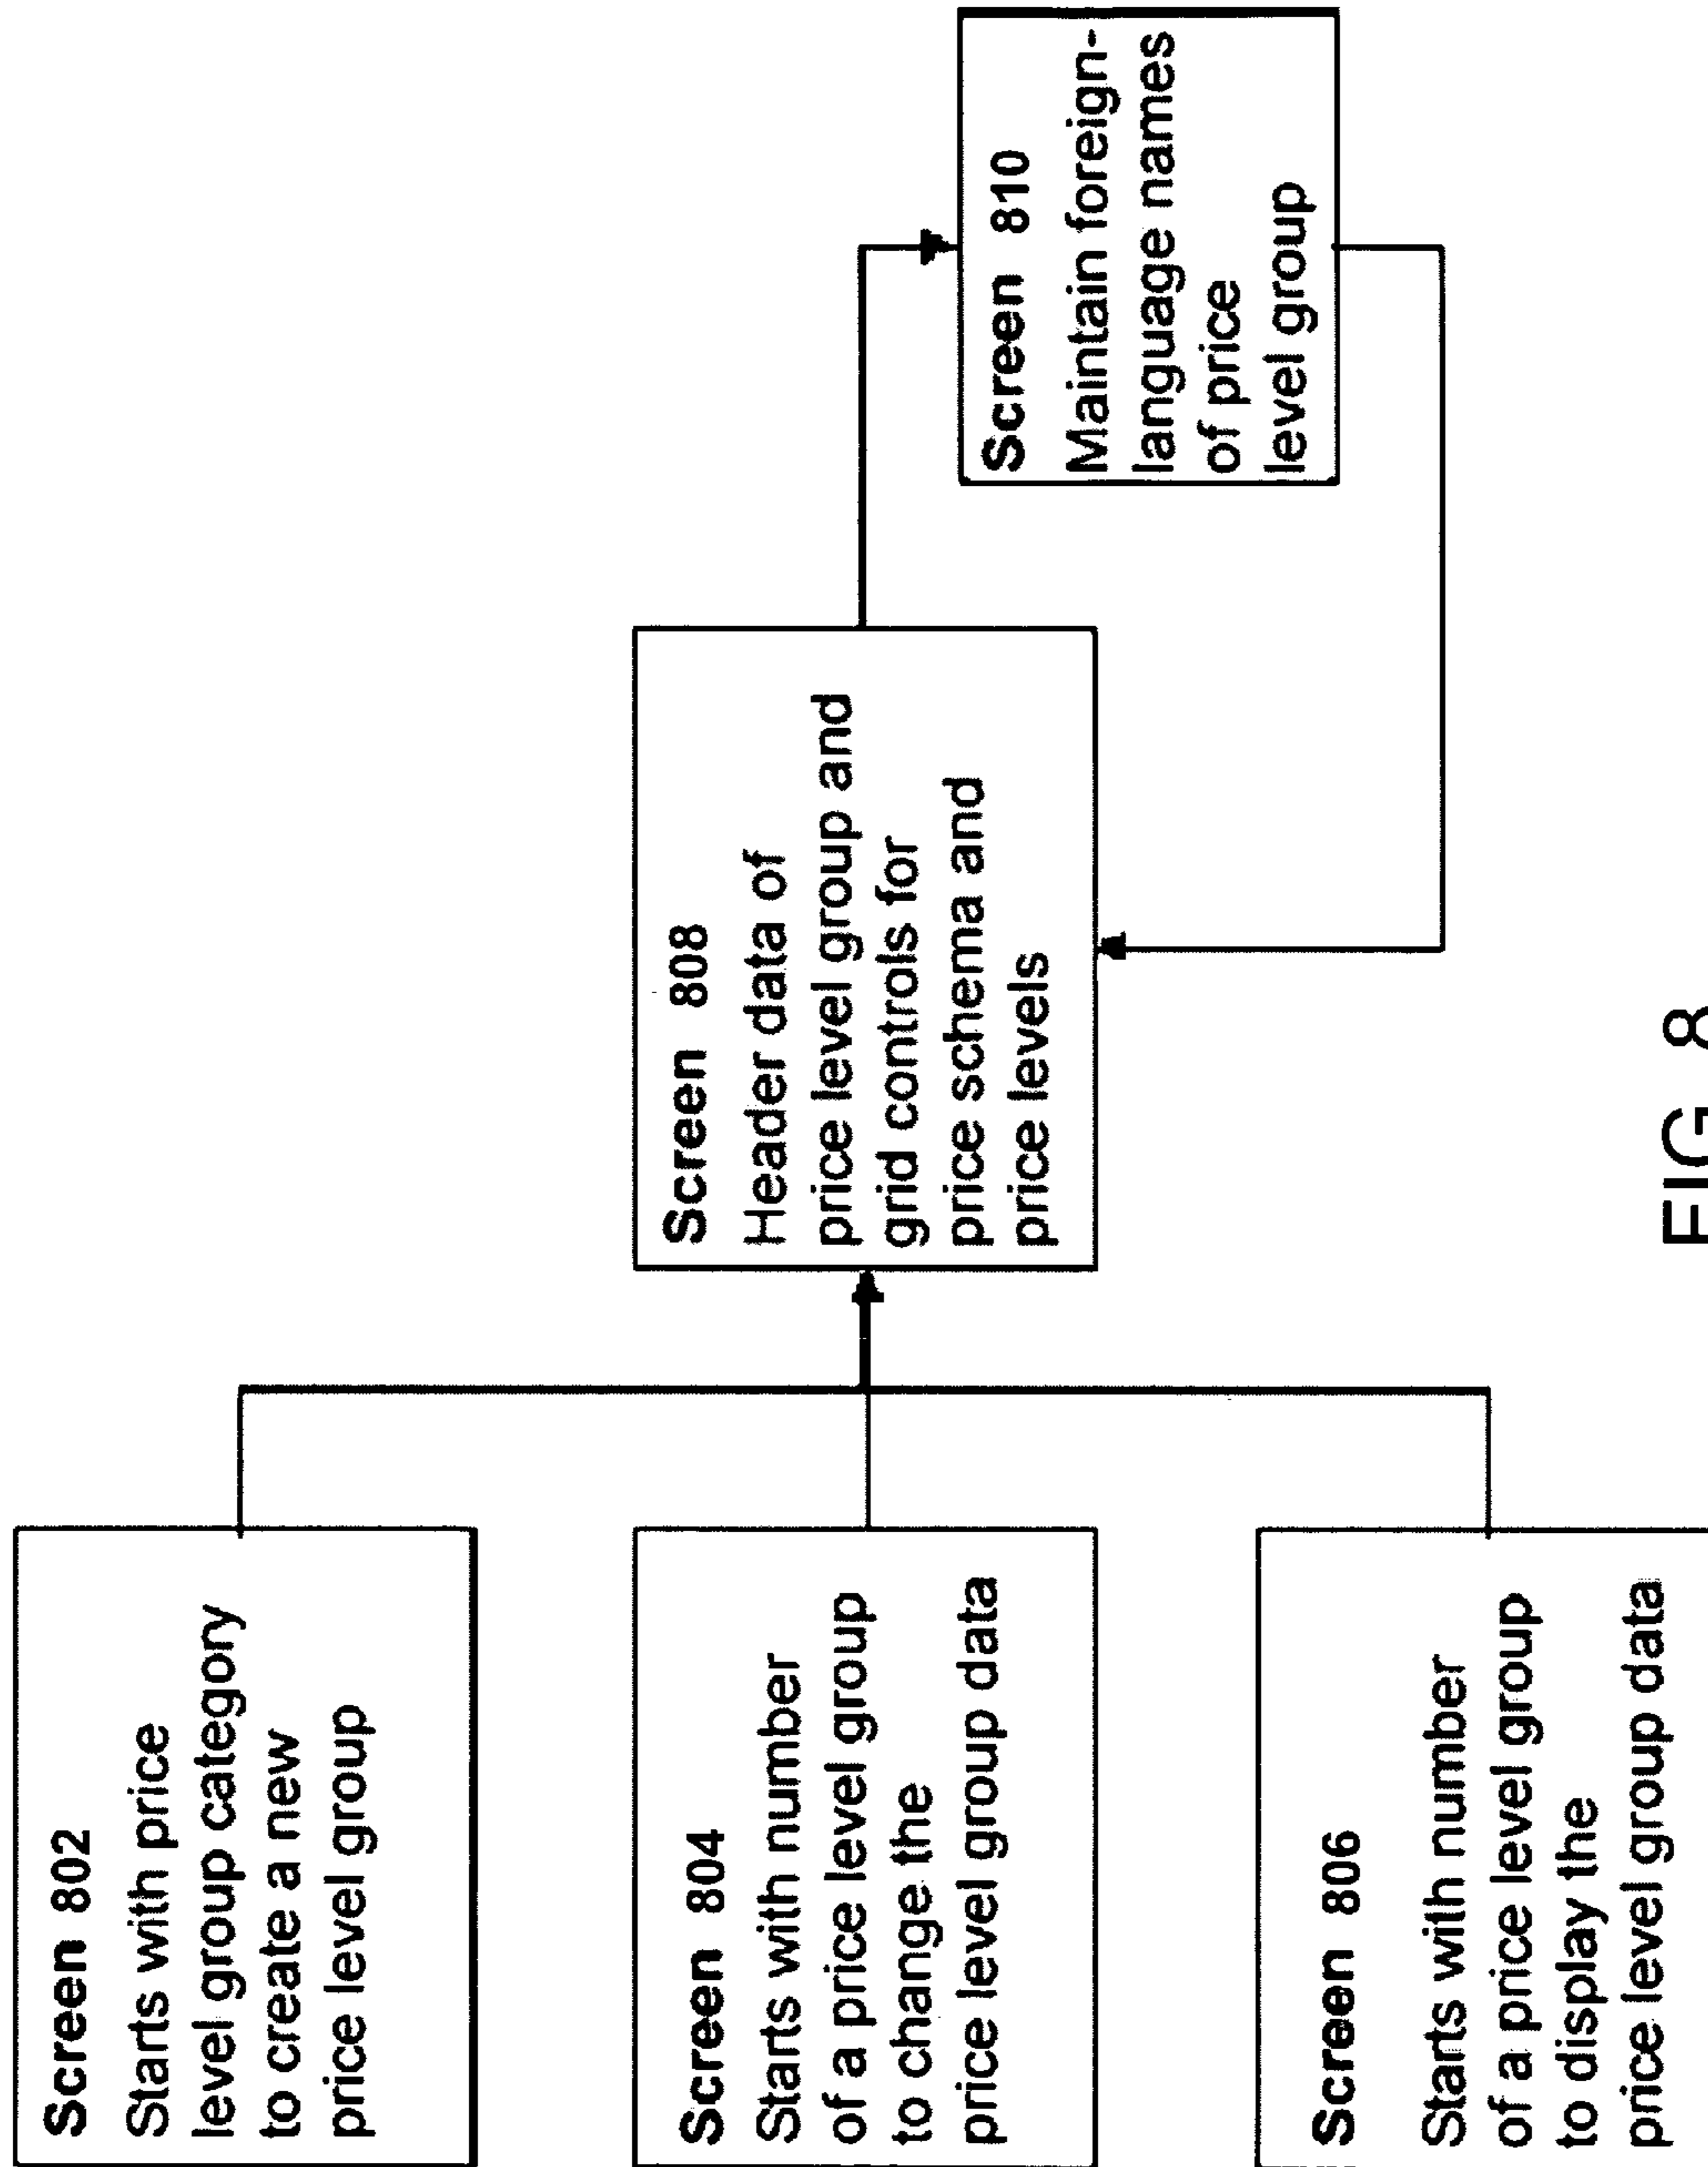 Screen 802
Starts with price
level group category
to create a new
price level group
Screen 804
Starts with number
of a price level group
to change the
price level group data
Screen 806
Starts with number
of a price level group
to display the
price level group data
Screen 808
Header data of
price level group and
grid controls for
price schema and
price levels
Screen 810
Maintain foreign-
language names
of price
level group
FIG 8